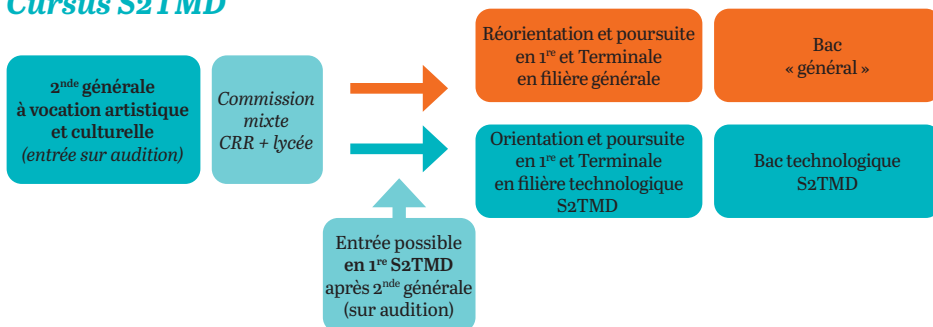 Cursus S2TMD
2nde générale
à vocation artistique
et culturelle
(entrée sur audition)
Commission
mixte
CRR + lycée
Réorientation et poursuite
en 1re et Terminale
en filière générale
Bac
« général »
Orientation et poursuite
en 1re et Terminale
en filière technologique
S2TMD
Bac technologique
S2TMD
Entrée possible
en 1re S2TMD
après 2nde générale
(sur audition)